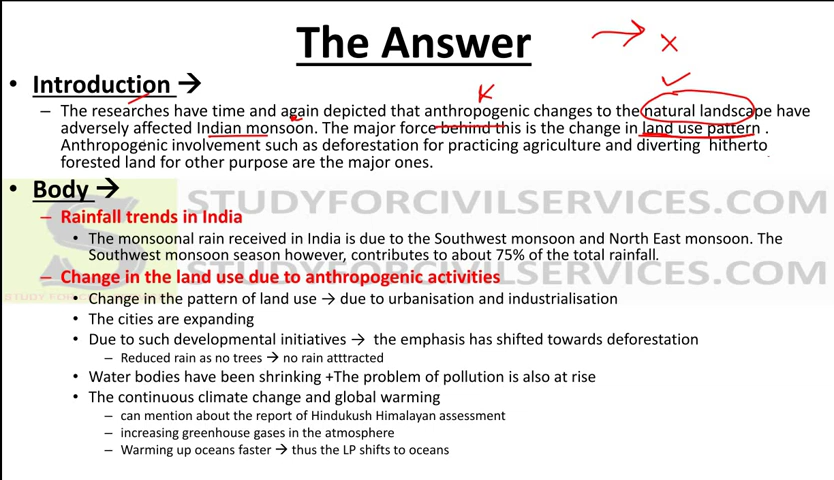 The Answer
• Introduction →
– The researches have time and again depicted that anthropogenic changes to the natural landscape have
adversely affected Indian monsoon. The major force behind this is the change in land use pattern .
Anthropogenic involvement such as deforestation for practicing agriculture and diverting hitherto
forested land for other purpose are the major ones.
• Body →
STUDYFORCIVILSERVICES.COM
– Rainfall trends in India
• The monsoonal rain received in India is due to the Southwest monsoon and North East monsoon. The
Southwest monsoon season however, contributes to about 75% of the total rainfall.
STUDYFORCIVILSERVICES.COM
– Change in the land use due to anthropogenic activities
• Change in the pattern of land use → due to urbanisation and industrialisation
• The cities are expanding
• Due to such developmental initiatives → the emphasis has shifted towards deforestation
– Reduced rain as no trees → no rain atttracted
• Water bodies have been shrinking +The problem of pollution is also at rise
• The continuous climate change and global warming
– can mention about the report of Hindukush Himalayan assessment
– increasing greenhouse gases in the atmosphere
– Warming up oceans faster → thus the LP shifts to oceans